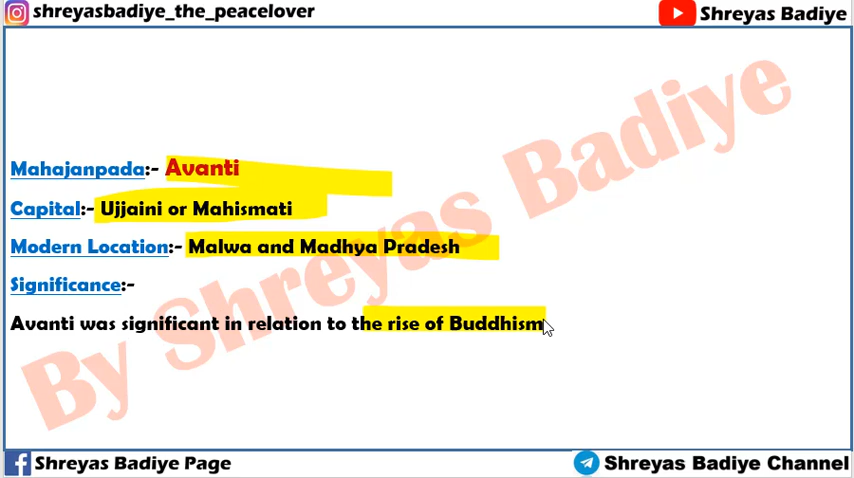 shreyasbadiye_the_peacelover
Shreyas Badiye
Mahajanpada:- Avanti
Capital:- Ujjaini or Mahismati
Modern Location:- Malwa and Madhya Pradesh
Significance:-
Avanti was significant in relation to the rise of Buddhism
By Shreyas Badiye
Shreyas Badiye Page
Shreyas Badiye Channel